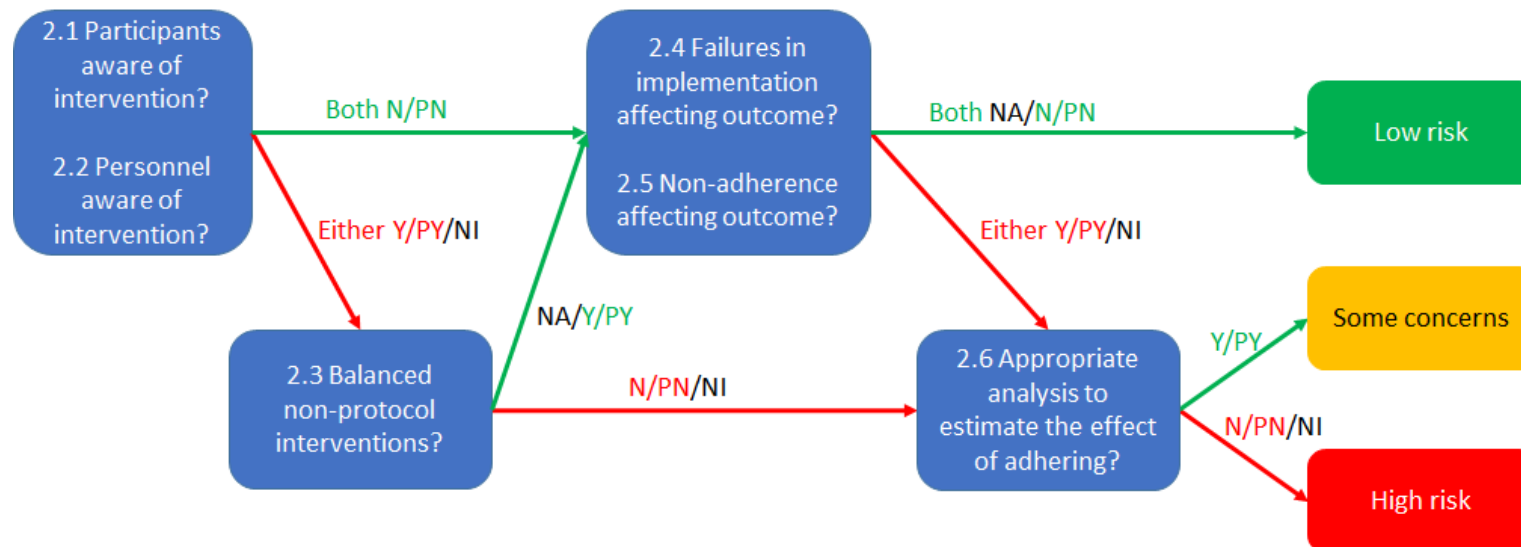 2.1 Participants
aware of
intervention?
2.2 Personnel
aware of
intervention?
Both N/PN
Either Y/PY/NI
2.3 Balanced
non-protocol
interventions?
NA/Y/PY
N/PN/NI
2.4 Failures in
implementation
affecting outcome?
2.5 Non-adherence
affecting outcome?
Both NA/N/PN
Either Y/PY/NI
2.6 Appropriate
analysis to
estimate the effect
of adhering?
Y/PY
N/PN/NI
Low risk
Some concerns
High risk